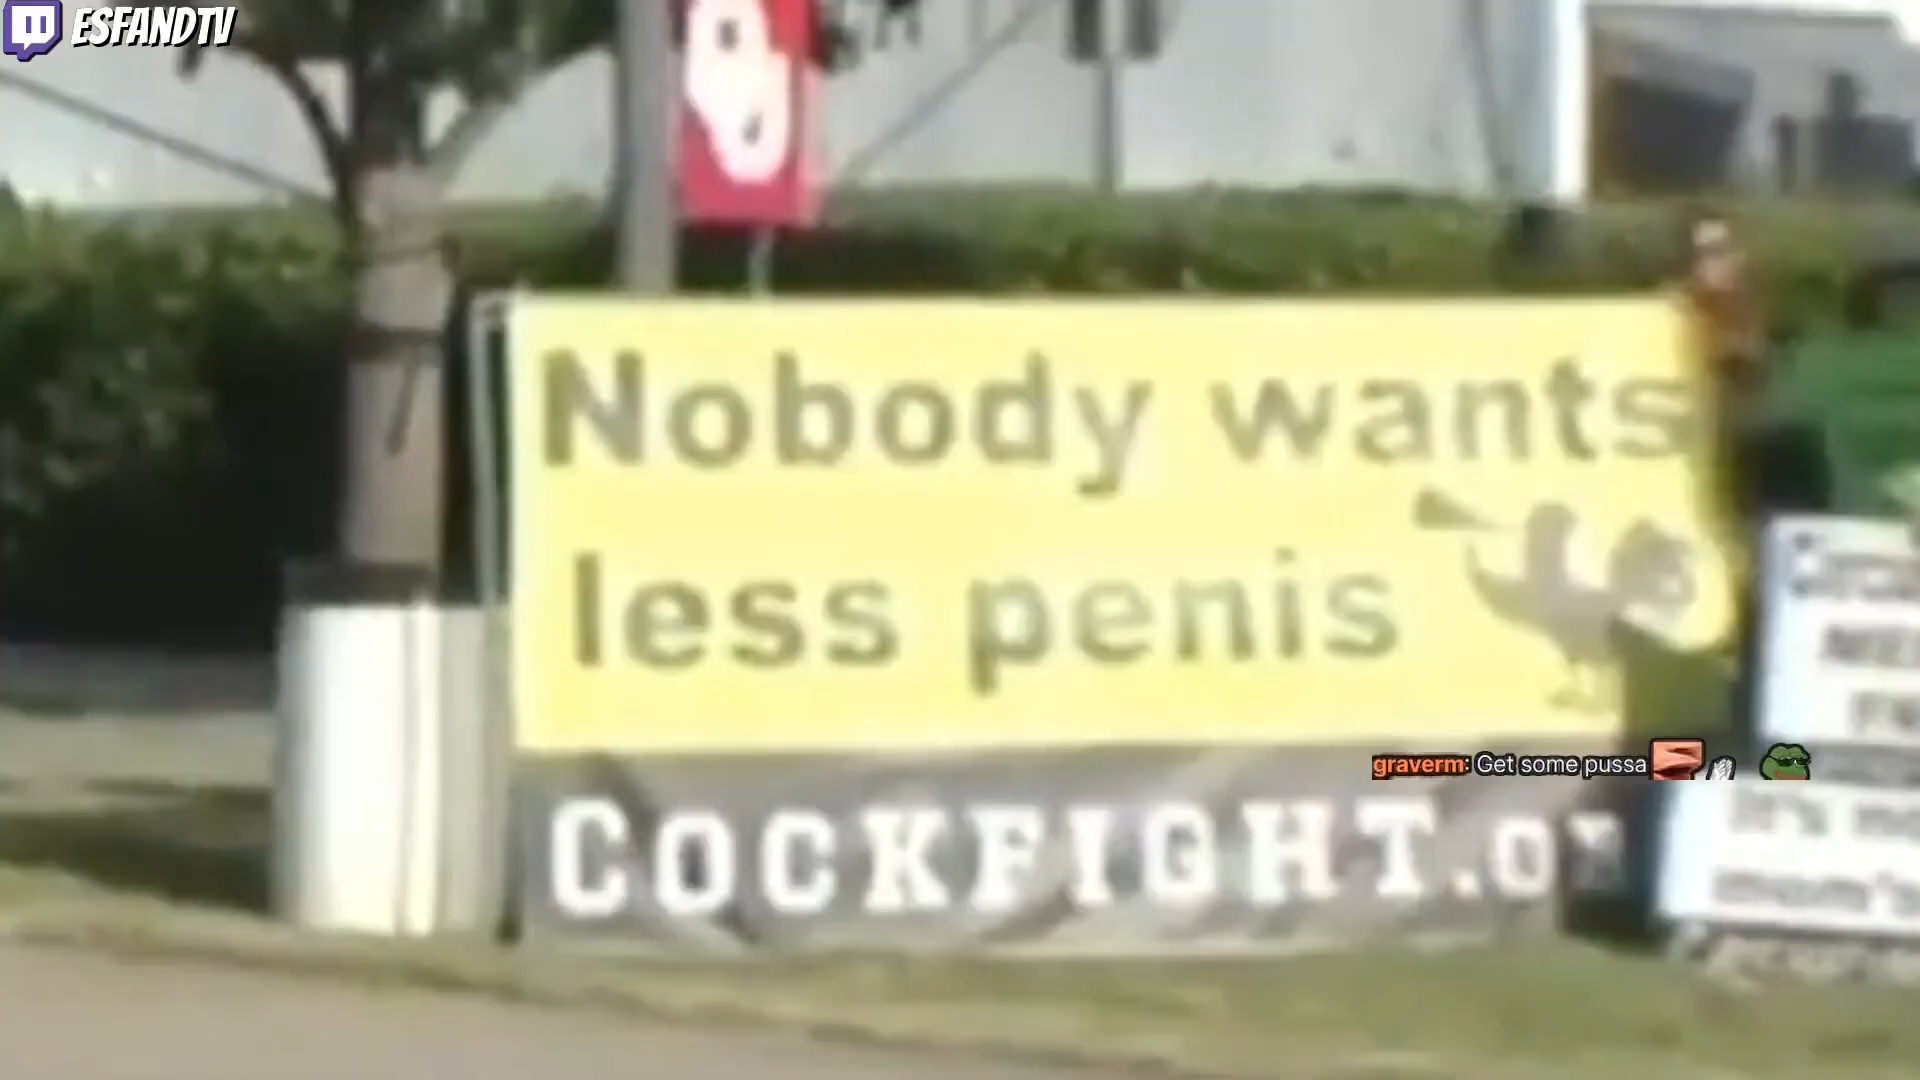 ESFANDTV
Nobody wants
less penis
graverm: Get some pussa
COCKFIGHT.O